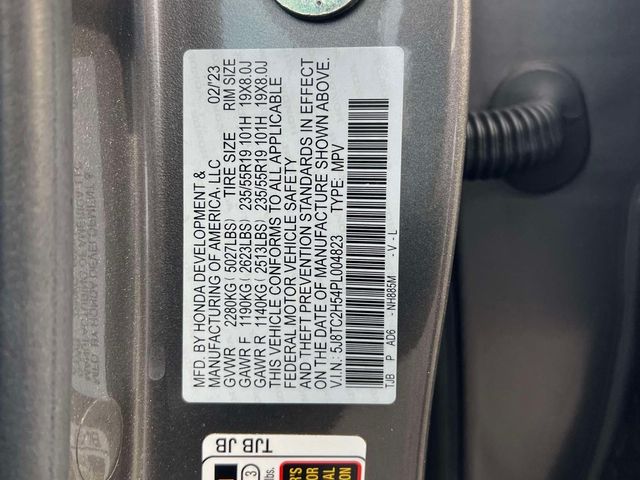 MFD. BY HONDA DEVELOPMENT & 02/'23
MANUFACTURING OF AMERICA, LLC
GVWR 2280KG ( 5027LBS) TIRE SIZE RIM SIZE
GAWR F 1190KG ( 2623LBS) 235/55R19 101H 19X8.0J
GAWR R 1140KG ( 2513LBS) 235/55R19 101H 19X8.0J
THIS VEHICLE CONFORMS TO ALL APPLICABLE
FEDERAL MOTOR VEHICLE SAFETY
AND THEFT PREVENTION STANDARDS IN EFFECT
ON THE DATE OF MANUFACTURE SHOWN ABOVE.
V.I.N.: 5J8TC2H54PL004823 TYPE: MPV
TJB P AD6 - NH885M - V - L
TJB JB
3
lbs.